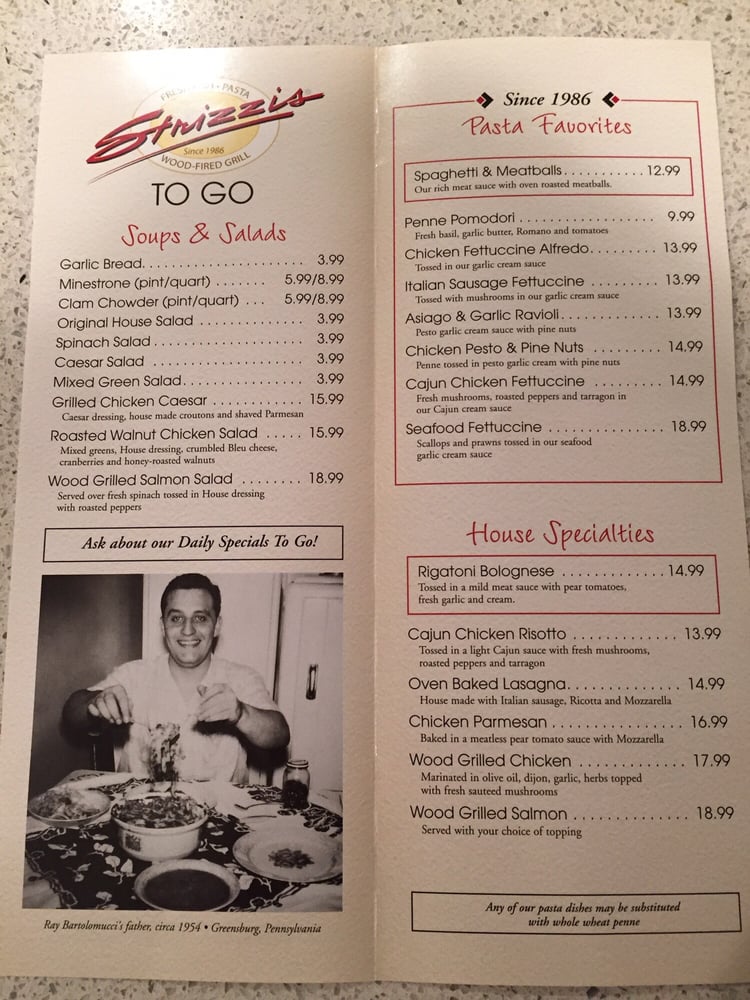 FRESH • PASTA
Strizzi's
Since 1986
WOOD-FIRED GRILL
TO GO
Soups & Salads
Garlic Bread. . . . . . . . . . . . . . . . . . . . . . 3.99
Minestrone (pint/quart) . . . . . . . 5.99/8.99
Clam Chowder (pint/quart) . . . 5.99/8.99
Original House Salad . . . . . . . . . . . . . . 3.99
Spinach Salad . . . . . . . . . . . . . . . . . . . . 3.99
Caesar Salad . . . . . . . . . . . . . . . . . . . . 3.99
Mixed Green Salad. . . . . . . . . . . . . . . . 3.99
Grilled Chicken Caesar . . . . . . . . . . . . 15.99
Caesar dressing, house made croutons and shaved Parmesan
Roasted Walnut Chicken Salad . . . . . 15.99
Mixed greens, House dressing, crumbled Bleu cheese,
cranberries and honey-roasted walnuts
Wood Grilled Salmon Salad . . . . . . . . 18.99
Served over fresh spinach tossed in House dressing
with roasted peppers
Ask about our Daily Specials To Go!
Ray Bartolomucci's father, circa 1954 • Greensburg, Pennsylvania
Since 1986
Pasta Favorites
Spaghetti & Meatballs. . . . . . . . . . . 12.99
Our rich meat sauce with oven roasted meatballs.
Penne Pomodori . . . . . . . . . . . . . . . . . 9.99
Fresh basil, garlic butter, Romano and tomatoes
Chicken Fettuccine Alfredo. . . . . . . . . 13.99
Tossed in our garlic cream sauce
Italian Sausage Fettuccine . . . . . . . . . 13.99
Tossed with mushrooms in our garlic cream sauce
Asiago & Garlic Ravioli. . . . . . . . . . . . . 13.99
Pesto garlic cream sauce with pine nuts
Chicken Pesto & Pine Nuts . . . . . . . . . 14.99
Penne tossed in pesto garlic cream with pine nuts
Cajun Chicken Fettuccine . . . . . . . . . 14.99
Fresh mushrooms, roasted peppers and tarragon in
our Cajun cream sauce
Seafood Fettuccine . . . . . . . . . . . . . . 18.99
Scallops and prawns tossed in our seafood
garlic cream sauce
House Specialties
Rigatoni Bolognese . . . . . . . . . . . . . 14.99
Tossed in a mild meat sauce with pear tomatoes,
fresh garlic and cream.
Cajun Chicken Risotto . . . . . . . . . . . . 13.99
Tossed in a light Cajun sauce with fresh mushrooms,
roasted peppers and tarragon
Oven Baked Lasagna. . . . . . . . . . . . . 14.99
House made with Italian sausage, Ricotta and Mozzarella
Chicken Parmesan . . . . . . . . . . . . . . . 16.99
Baked in a meatless pear tomato sauce with Mozzarella
Wood Grilled Chicken . . . . . . . . . . . . 17.99
Marinated in olive oil, dijon, garlic, herbs topped
with fresh sauteed mushrooms
Wood Grilled Salmon . . . . . . . . . . . . . 18.99
Served with your choice of topping
Any of our pasta dishes may be substituted
with whole wheat penne